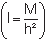 (I = M/h²)